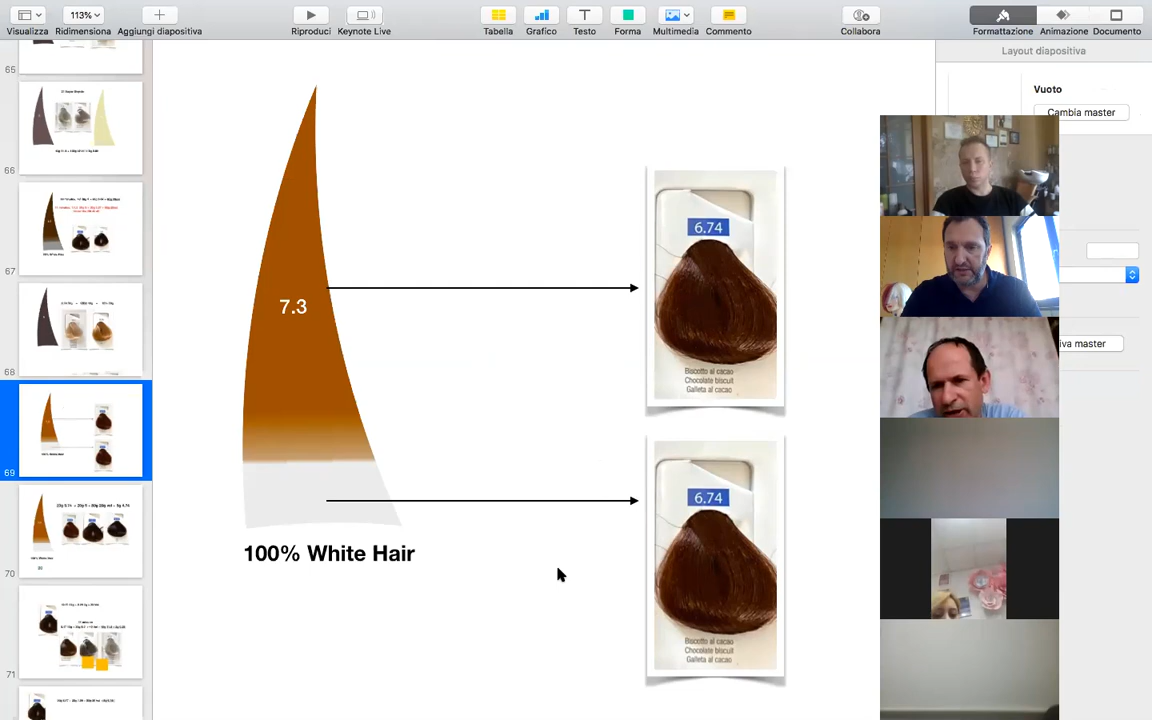 113%
Visualizza
Ridimensiona
Aggiungi diapositiva
Riproduci
Keynote Live
Tabella
Grafico
Testo
Forma
Multimedia
Commento
Collabora
Formattazione
Animazione
Documento
Layout diapositiva
Vuoto
Cambia master
iva master
65
66
67
68
69
70
71
7.3
100% White Hair
6.74
Biscotto al cacao
Chocolate biscuit
Galleta al cacao
6.74
Biscotto al cacao
Chocolate biscuit
Galleta al cacao